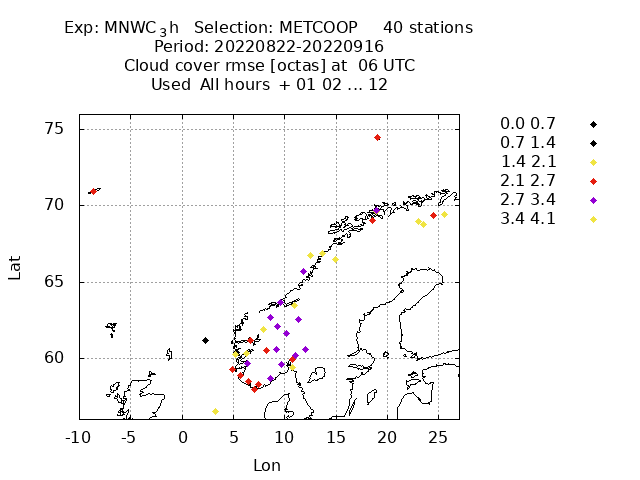 Exp: MNWC₃h Selection: METCOOP 40 stations
Period: 20220822-20220916
Cloud cover rmse [octas] at 06 UTC
Used All hours + 01 02 ... 12
0.0 0.7
0.7 1.4
1.4 2.1
2.1 2.7
2.7 3.4
3.4 4.1
75
70
65
60
Lat
-10 -5 0 5 10 15 20 25
Lon